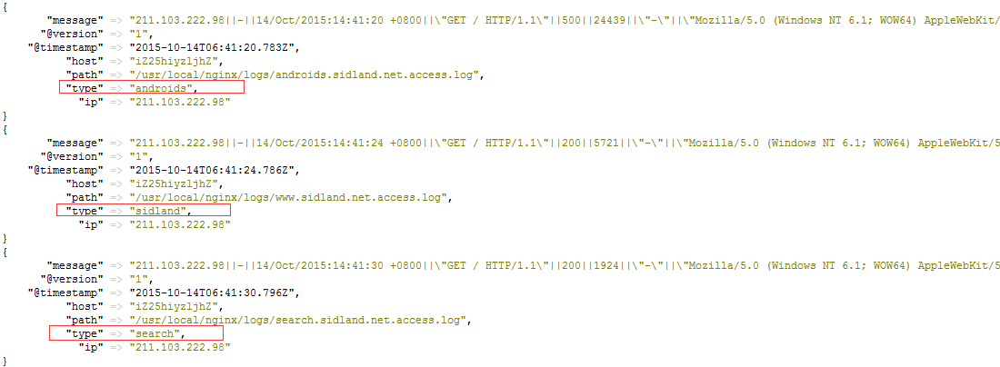 {
"message" => "211.103.222.98||-||14/Oct/2015:14:41:20 +0800||\"GET / HTTP/1.1\"||500||24439||\"-\"||\"Mozilla/5.0 (Windows NT 6.1; WOW64) AppleWebKit/
"@version" => "1",
"@timestamp" => "2015-10-14T06:41:20.783Z",
"host" => "iZ25hiyzljhZ",
"path" => "/usr/local/nginx/logs/androids.sidland.net.access.log",
"type" => "androids",
"ip" => "211.103.222.98"
}
{
"message" => "211.103.222.98||-||14/Oct/2015:14:41:24 +0800||\"GET / HTTP/1.1\"||200||5721||\"-\"||\"Mozilla/5.0 (Windows NT 6.1; WOW64) AppleWebKit/5
"@version" => "1",
"@timestamp" => "2015-10-14T06:41:24.786Z",
"host" => "iZ25hiyzljhZ",
"path" => "/usr/local/nginx/logs/www.sidland.net.access.log",
"type" => "sidland",
"ip" => "211.103.222.98"
}
{
"message" => "211.103.222.98||-||14/Oct/2015:14:41:30 +0800||\"GET / HTTP/1.1\"||200||1924||\"-\"||\"Mozilla/5.0 (Windows NT 6.1; WOW64) AppleWebKit/5
"@version" => "1",
"@timestamp" => "2015-10-14T06:41:30.796Z",
"host" => "iZ25hiyzljhZ",
"path" => "/usr/local/nginx/logs/search.sidland.net.access.log",
"type" => "search",
"ip" => "211.103.222.98"
}